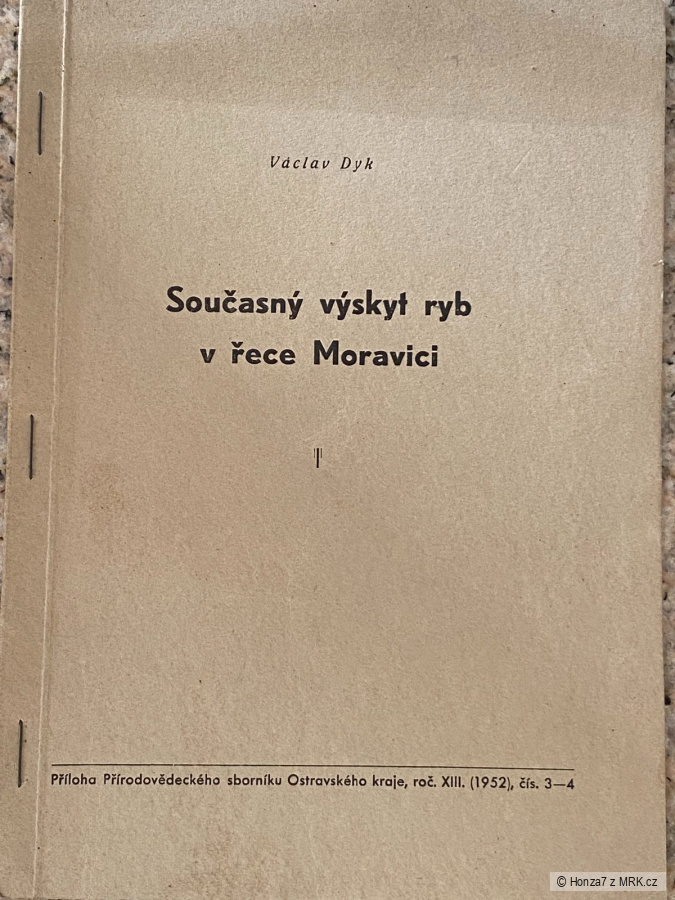 Václav Dyk
Současný výskyt ryb
v řece Moravici
Příloha Přírodovědeckého sborníku Ostravského kraje, roč. XIII. (1952), čís. 3—4
© Honza7 z MRK.cz